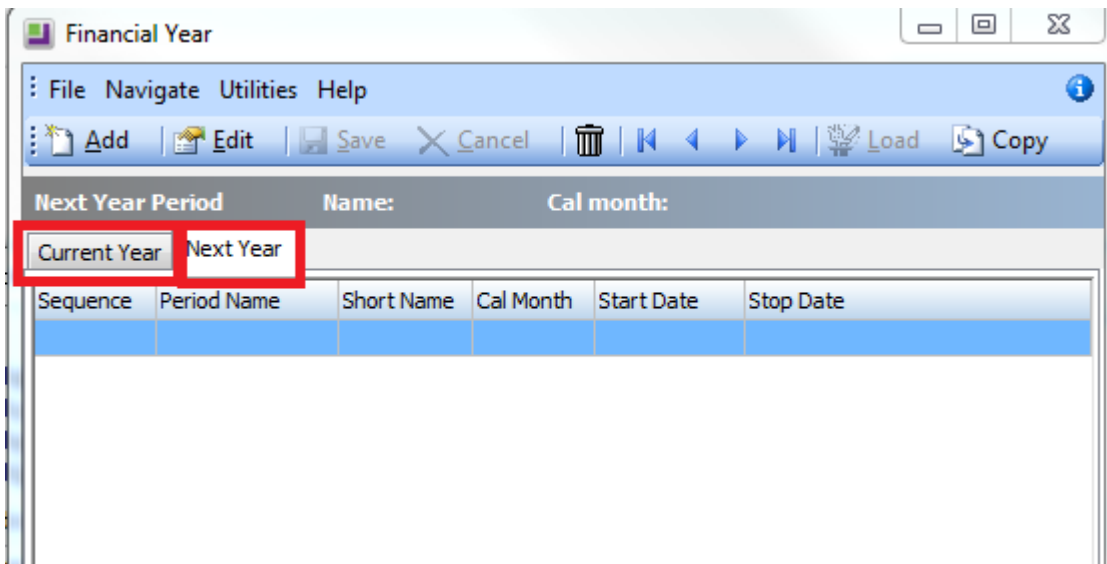 Financial Year
File Navigate Utilities Help
Add Edit Save Cancel Load Copy
Next Year Period Name: Cal month:
Current Year Next Year
Sequence Period Name Short Name Cal Month Start Date Stop Date